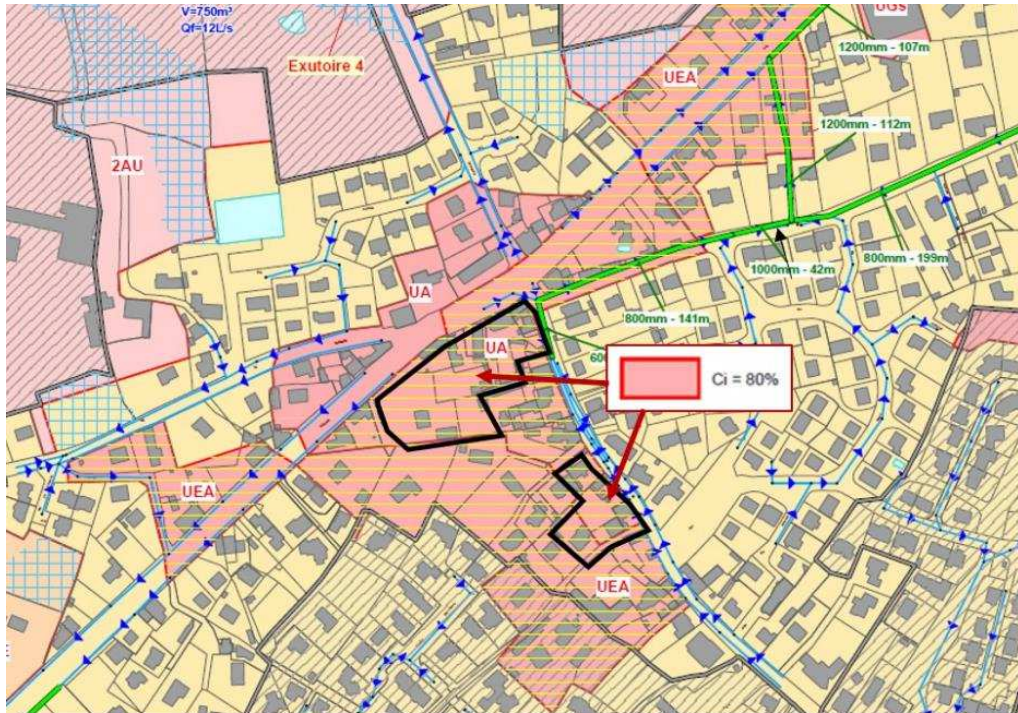 V=750m³
Qf=12L/s
Exutoire 4
UGs
1200mm - 107m
UEA
1200mm - 112m
2AU
800mm - 199m
1000mm - 42m
UA
800mm - 141m
UA
Ci = 80%
UEA
UEA